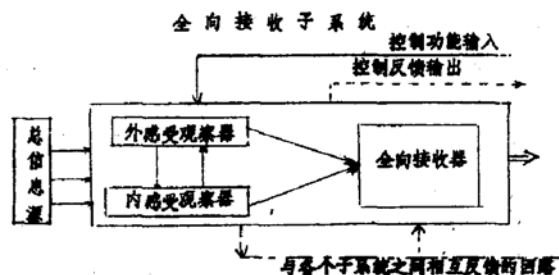 全向接收子系统
控制功能输入
控制反馈输出
总信息源
外感受观察器
内感受观察器
全向接收器
与各个子系统之间相互反馈的回路